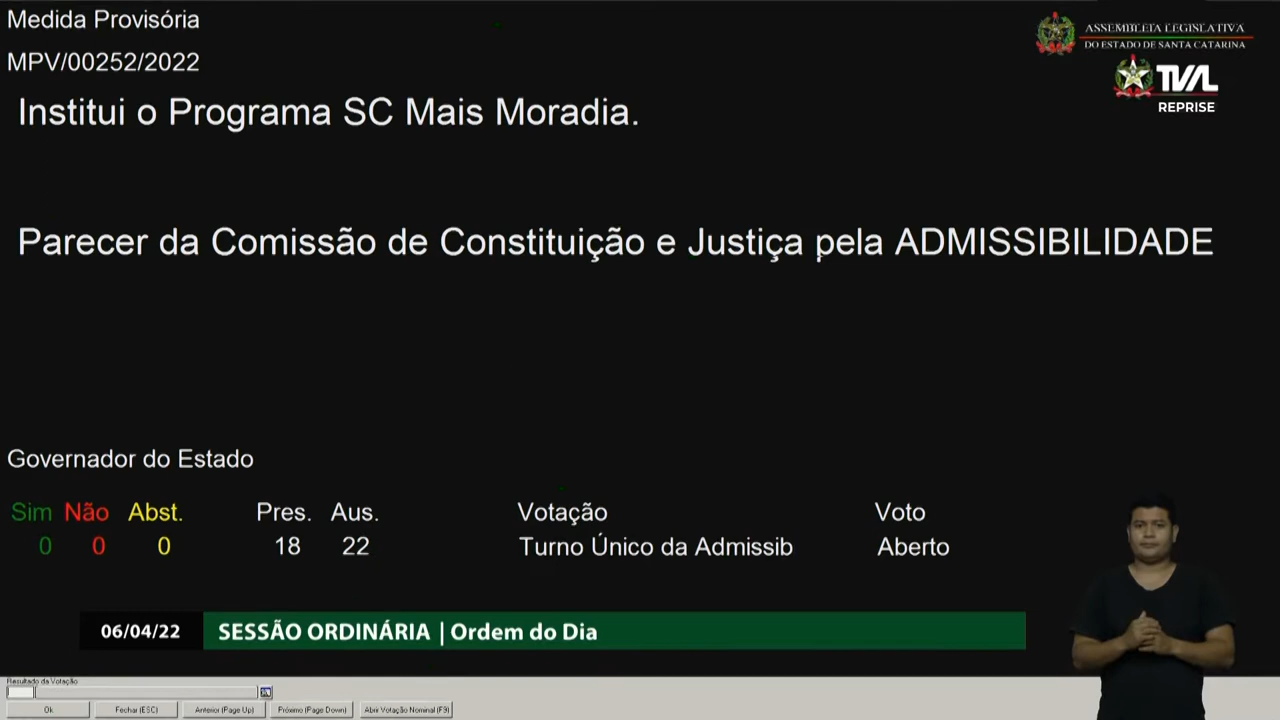 Medida Provisória
MPV/00252/2022
Institui o Programa SC Mais Moradia.
Parecer da Comissão de Constituição e Justiça pela ADMISSIBILIDADE
ASSEMBLEIA LEGISLATIVA
DO ESTADO DE SANTA CATARINA
TVAL
REPRISE
Governador do Estado
Sim Não Abst. Pres. Aus. Votação Voto
0 0 0 18 22 Turno Único da Admissib Aberto
06/04/22 SESSÃO ORDINÁRIA | Ordem do Dia
Resultado da Votação
Ok Fechar (ESC) Anterior (Page Up) Próximo (Page Down) Abrir Votação Nominal (F9)